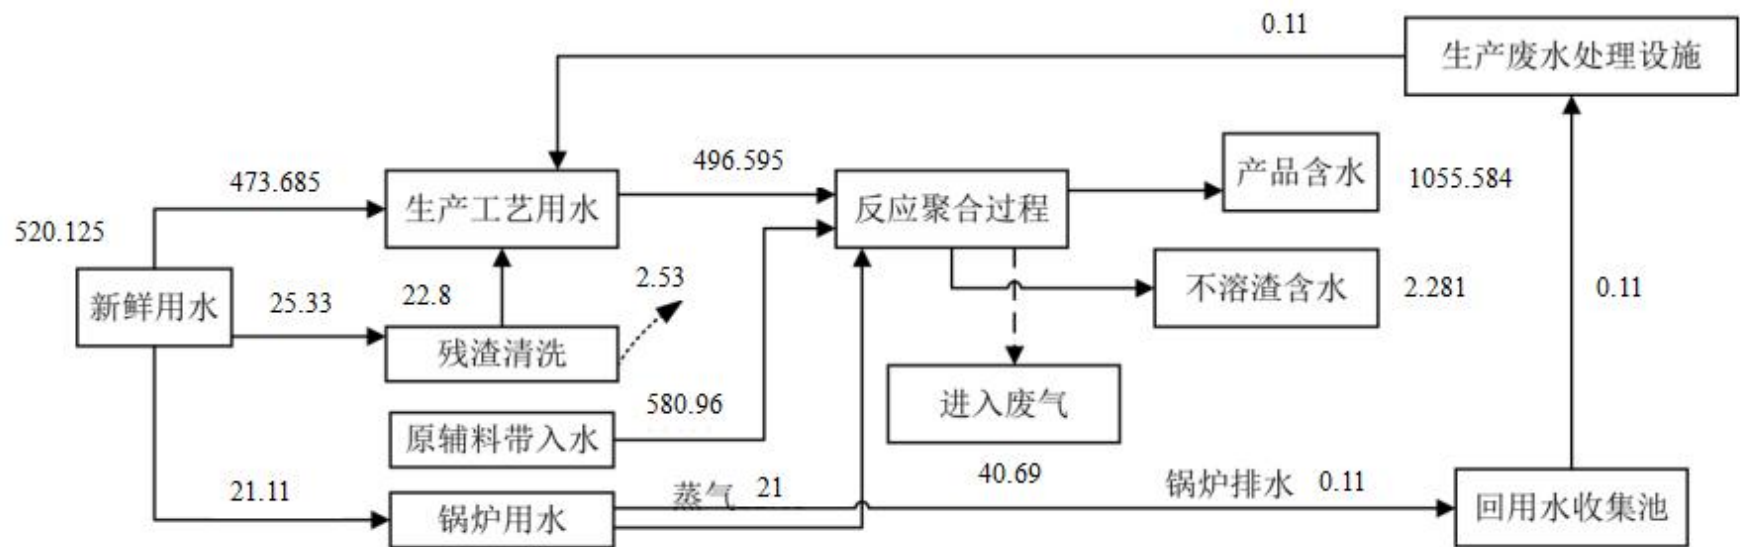 0.11
生产废水处理设施
473.685
生产工艺用水
496.595
反应聚合过程
产品含水
1055.584
520.125
新鲜用水
25.33
22.8
2.53
残渣清洗
不溶渣含水
2.281
0.11
原辅料带入水
580.96
进入废气
40.69
21.11
锅炉用水
蒸气 21
锅炉排水 0.11
回用水收集池